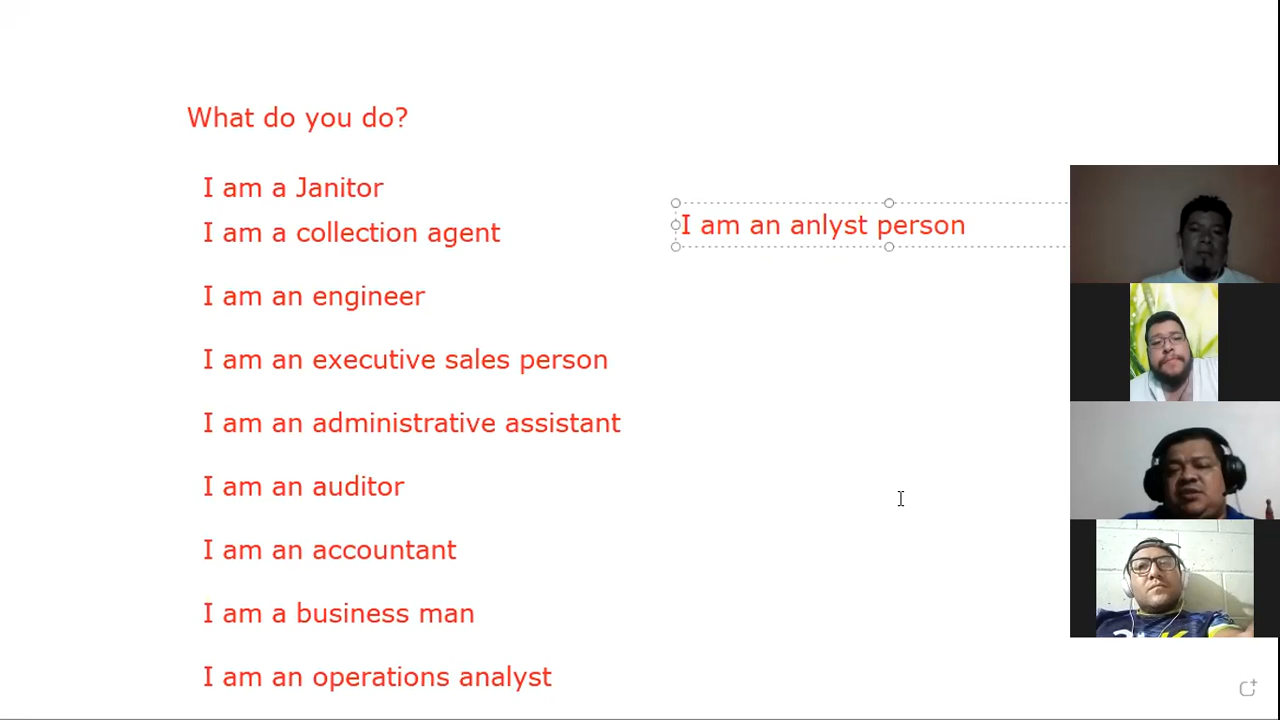 What do you do?
I am a Janitor
I am a collection agent
I am an engineer
I am an executive sales person
I am an administrative assistant
I am an auditor
I am an accountant
I am a business man
I am an operations analyst
I am an anlyst person